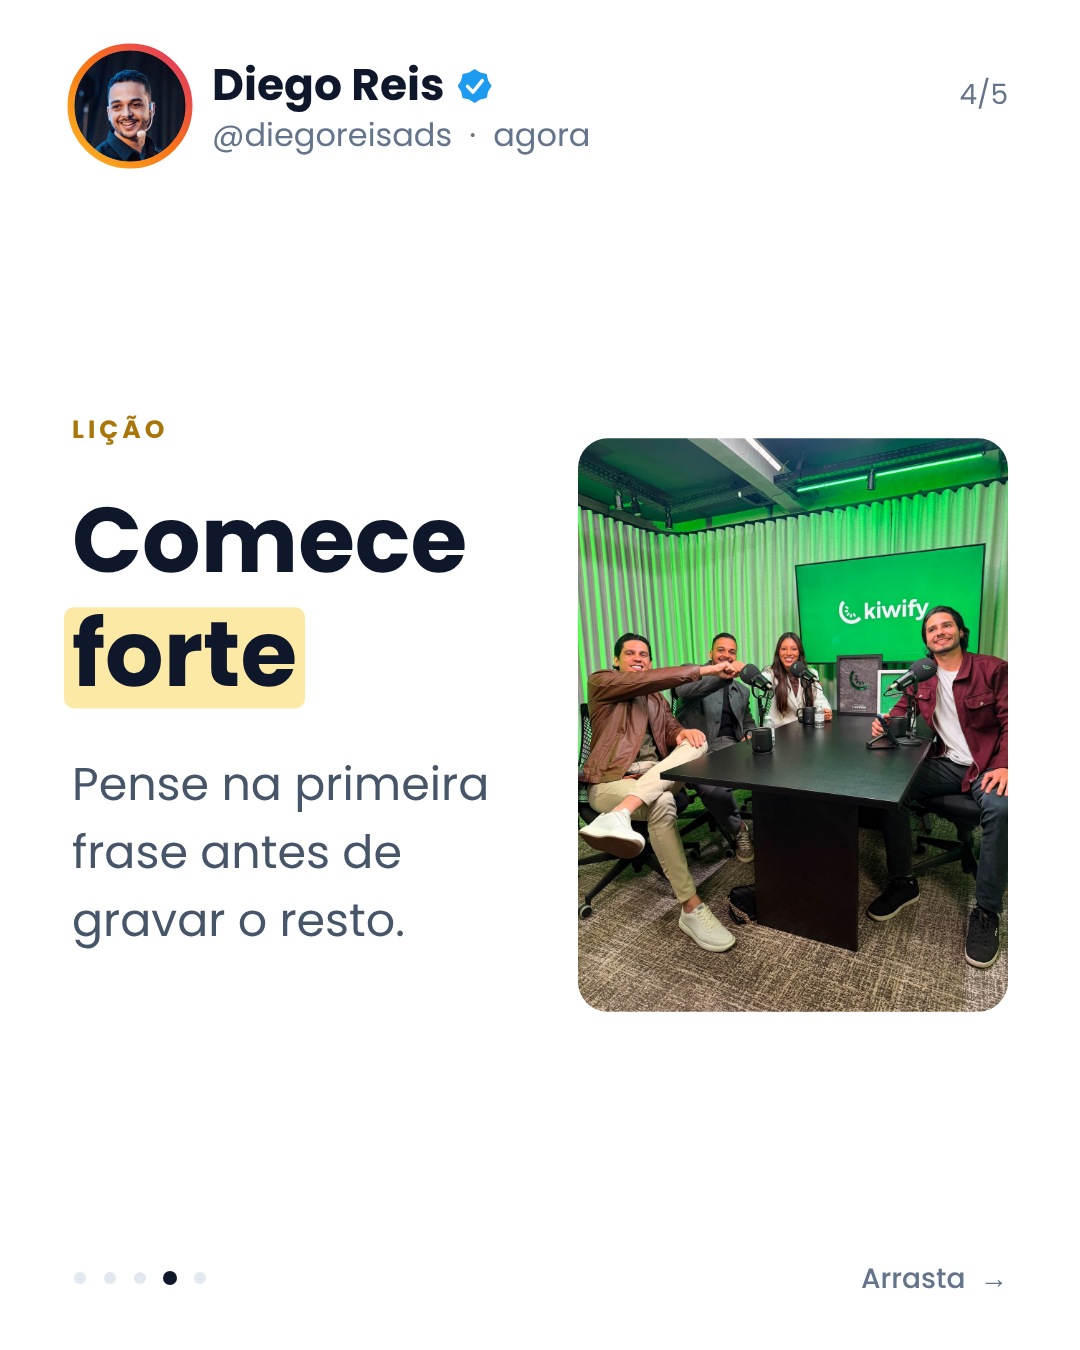 Diego Reis
@diegoreisads · agora
4/5
LIÇÃO
Comece
forte
Pense na primeira
frase antes de
gravar o resto.
kiwify
Arrasta →